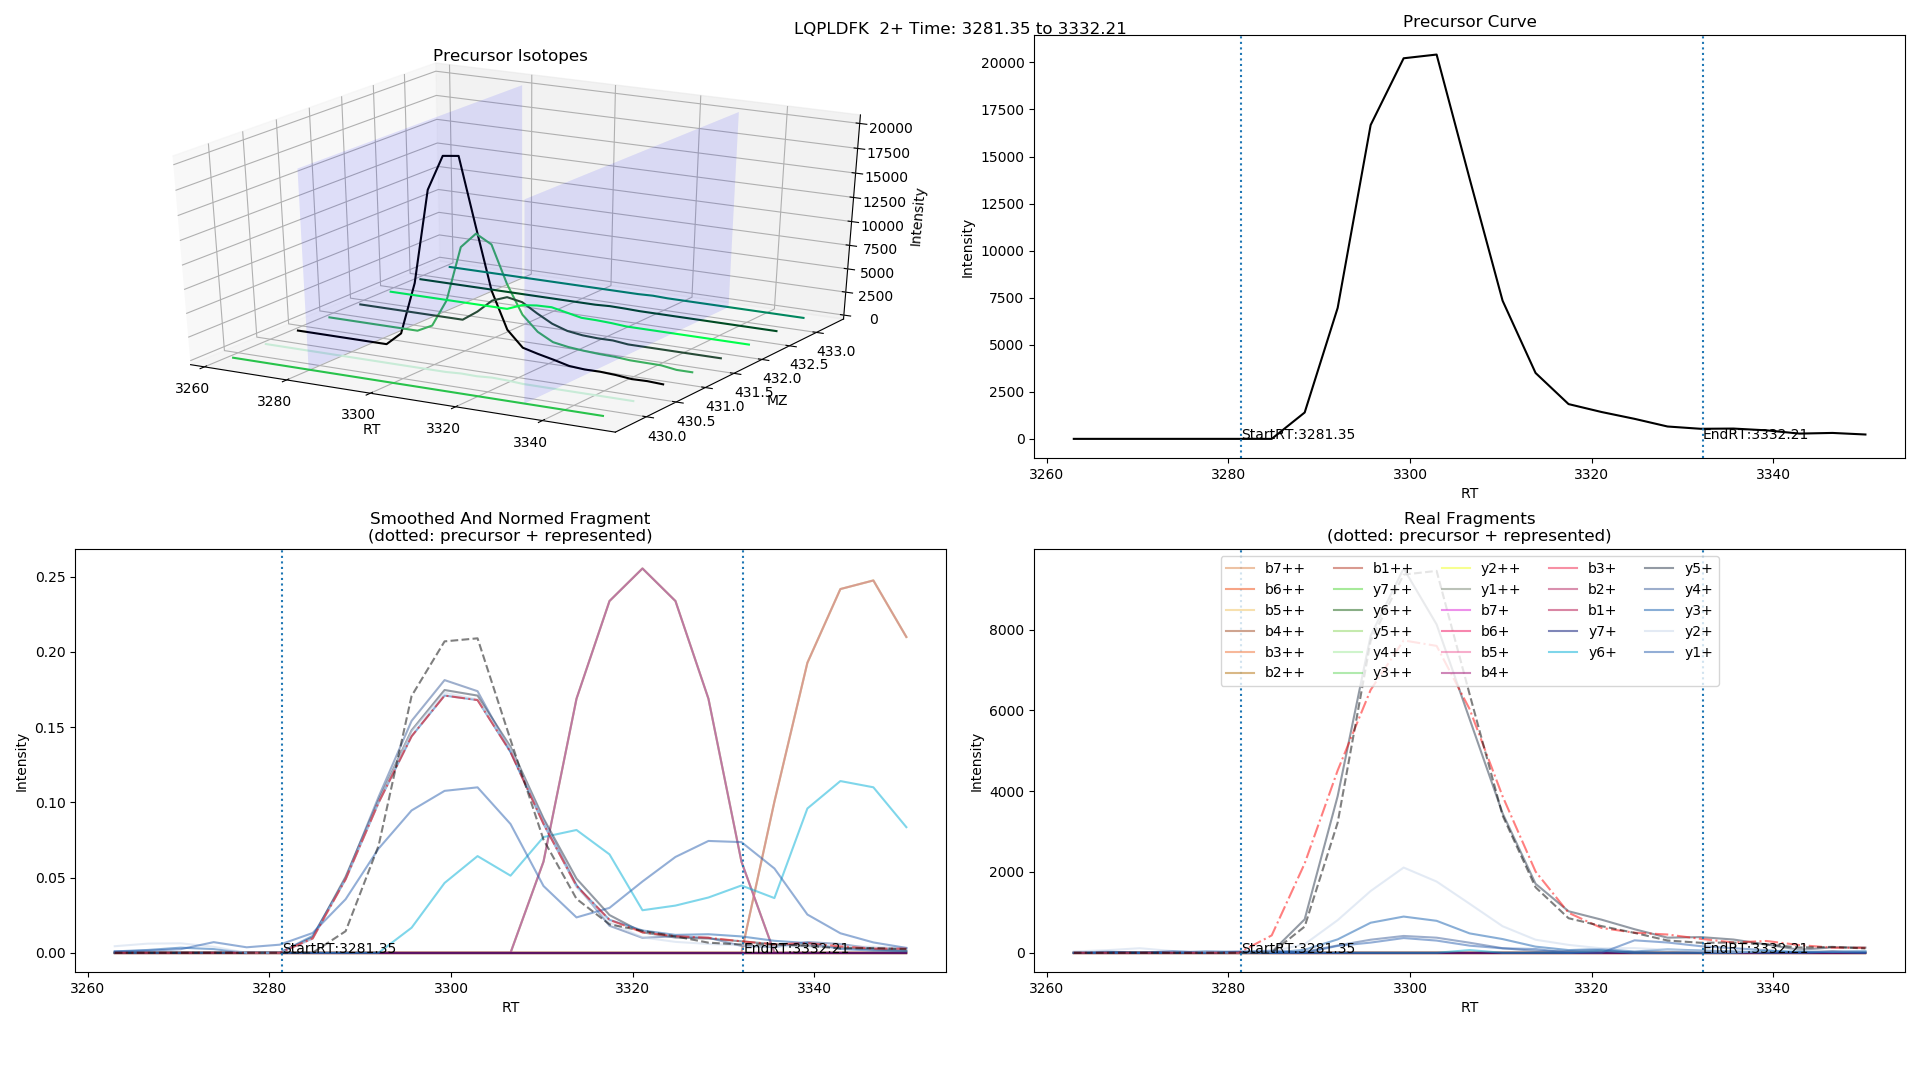 LQPLDFK  2+ Time: 3281.35 to 3332.21
Precursor Isotopes
20000
17500
15000
12500
10000
7500
5000
2500
0
Intensity
433.0
432.5
432.0
431.5
431.0
430.5
430.0
MZ
3260
3280
3300
3320
3340
RT
Precursor Curve
20000
17500
15000
12500
10000
7500
5000
2500
0
Intensity
StartRT:3281.35
EndRT:3332.21
3260
3280
3300
3320
3340
RT
Smoothed And Normed Fragment
(dotted: precursor + represented)
0.25
0.20
0.15
0.10
0.05
0.00
Intensity
StartRT:3281.35
EndRT:3332.21
3260
3280
3300
3320
3340
RT
Real Fragments
(dotted: precursor + represented)
b7++
b6++
b5++
b4++
b3++
b2++
b1++
y7++
y6++
y5++
y4++
y3++
y2++
y1++
b7+
b6+
b5+
b4+
b3+
b2+
b1+
y7+
y6+
y5+
y4+
y3+
y2+
y1+
8000
6000
4000
2000
0
Intensity
StartRT:3281.35
EndRT:3332.21
3260
3280
3300
3320
3340
RT